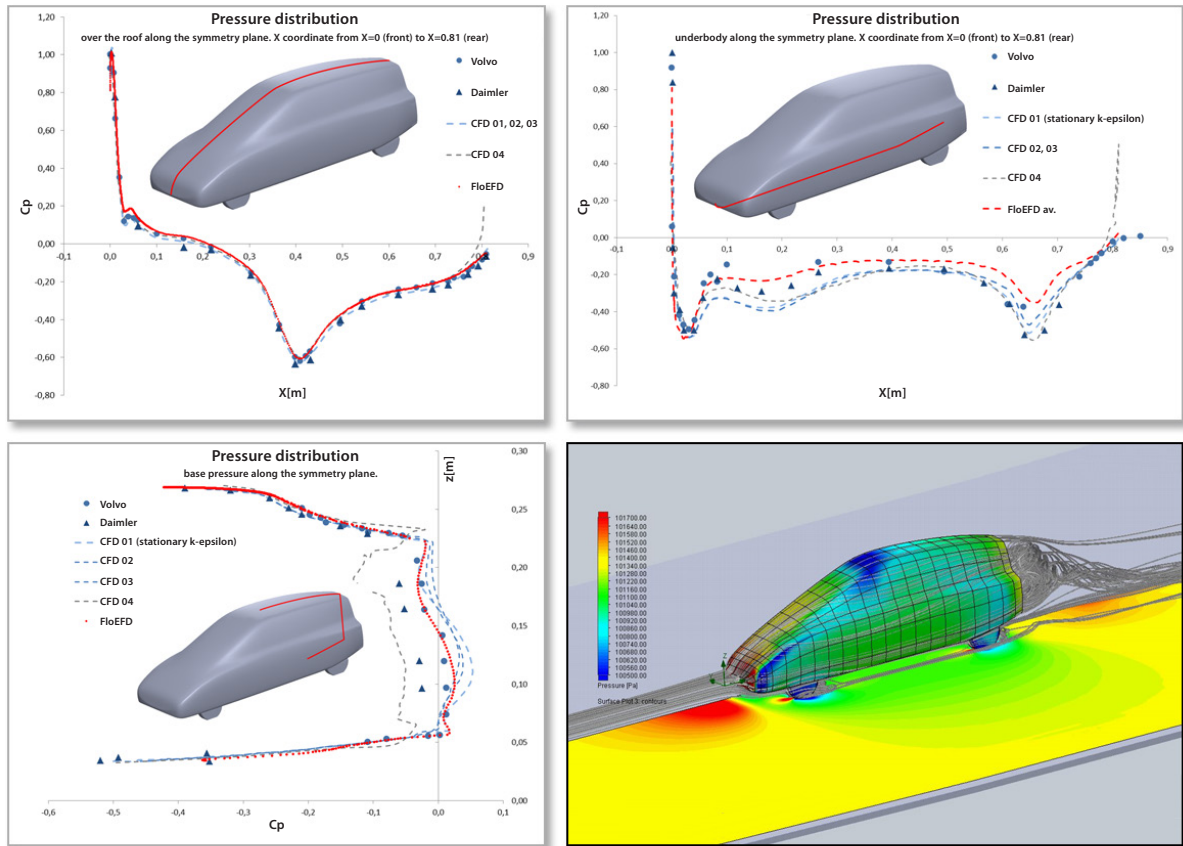 Pressure distribution
over the roof along the symmetry plane. X coordinate from X=0 (front) to X=0.81 (rear)
1,20
1,00
0,80
0,60
0,40
0,20
0,00
-0,20
-0,40
-0,60
-0,80
Cp
-0,1
0
0,1
0,2
0,3
0,4
0,5
0,6
0,7
0,8
0,9
X[m]
Volvo
Daimler
CFD 01, 02, 03
CFD 04
FloEFD
Pressure distribution
underbody along the symmetry plane. X coordinate from X=0 (front) to X=0.81 (rear)
1,20
1,00
0,80
0,60
0,40
0,20
0,00
-0,20
-0,40
-0,60
-0,80
Cp
-0,1
0
0,1
0,2
0,3
0,4
0,5
0,6
0,7
0,8
0,9
X[m]
Volvo
Daimler
CFD 01 (stationary k-epsilon)
CFD 02, 03
CFD 04
FloEFD av.
Pressure distribution
base pressure along the symmetry plane.
z[m]
0,30
0,25
0,20
0,15
0,10
0,05
0,00
Volvo
Daimler
CFD 01 (stationary k-epsilon)
CFD 02
CFD 03
CFD 04
FloEFD
-0,6
-0,5
-0,4
-0,3
-0,2
-0,1
0,0
0,1
Cp
101700.00
101640.00
101580.00
101520.00
101460.00
101400.00
101340.00
101280.00
101220.00
101160.00
101100.00
101040.00
100980.00
100920.00
100860.00
100800.00
100740.00
100680.00
100620.00
100560.00
100500.00
Pressure [Pa]
Surface Plot 3: contours
Z